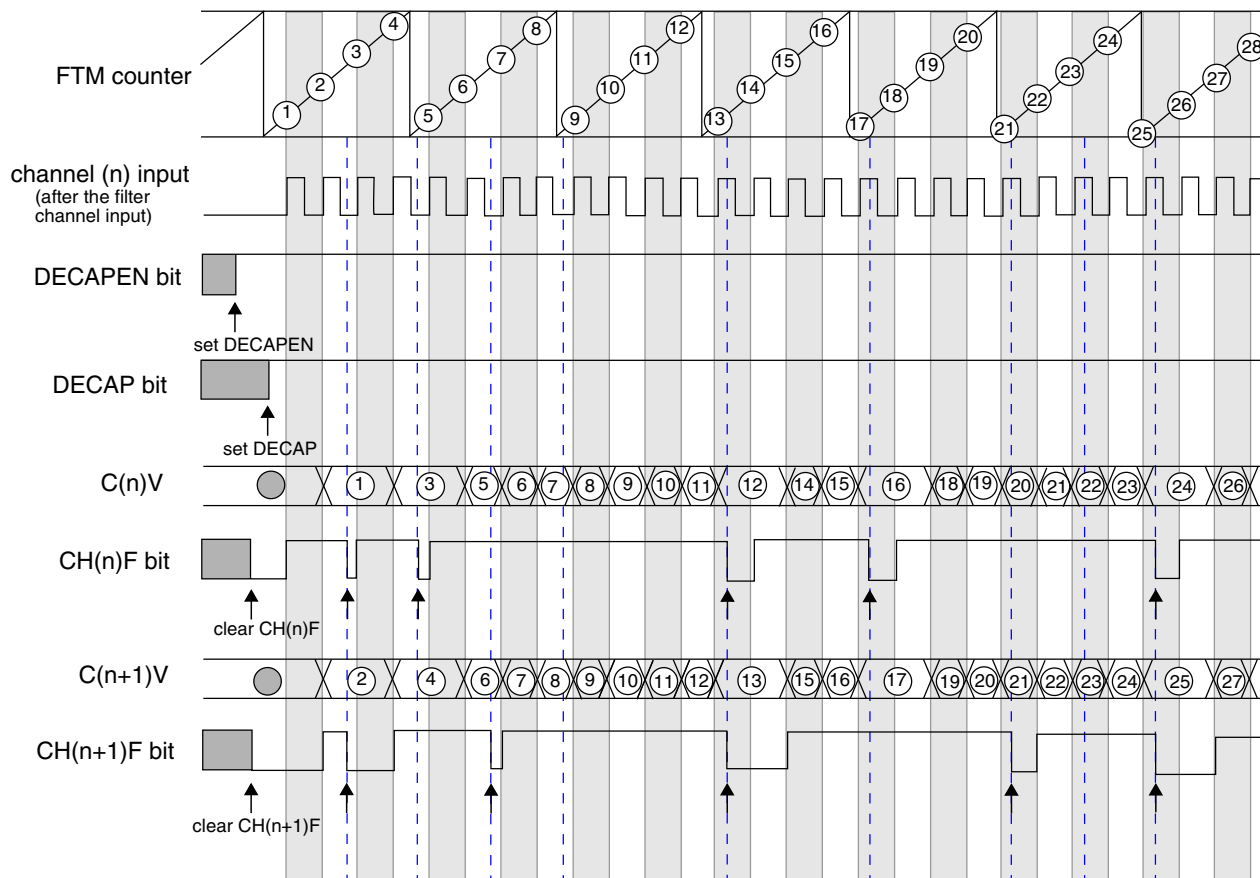 4 8 12 16 20 24 28
3 7 11 15 19 23 27
FTM counter
2 6 10 14 18 22 26
1 5 9 13 17 21 25
channel (n) input
(after the filter
channel input)
DECAPEN bit
set DECAPEN
DECAP bit
set DECAP
C(n)V 1 3 5 6 7 8 9 10 11 12 14 15 16 18 19 20 21 22 23 24 26
CH(n)F bit
clear CH(n)F
C(n+1)V 2 4 6 7 8 9 10 11 12 13 15 16 17 19 20 21 22 23 24 25 27
CH(n+1)F bit
clear CH(n+1)F